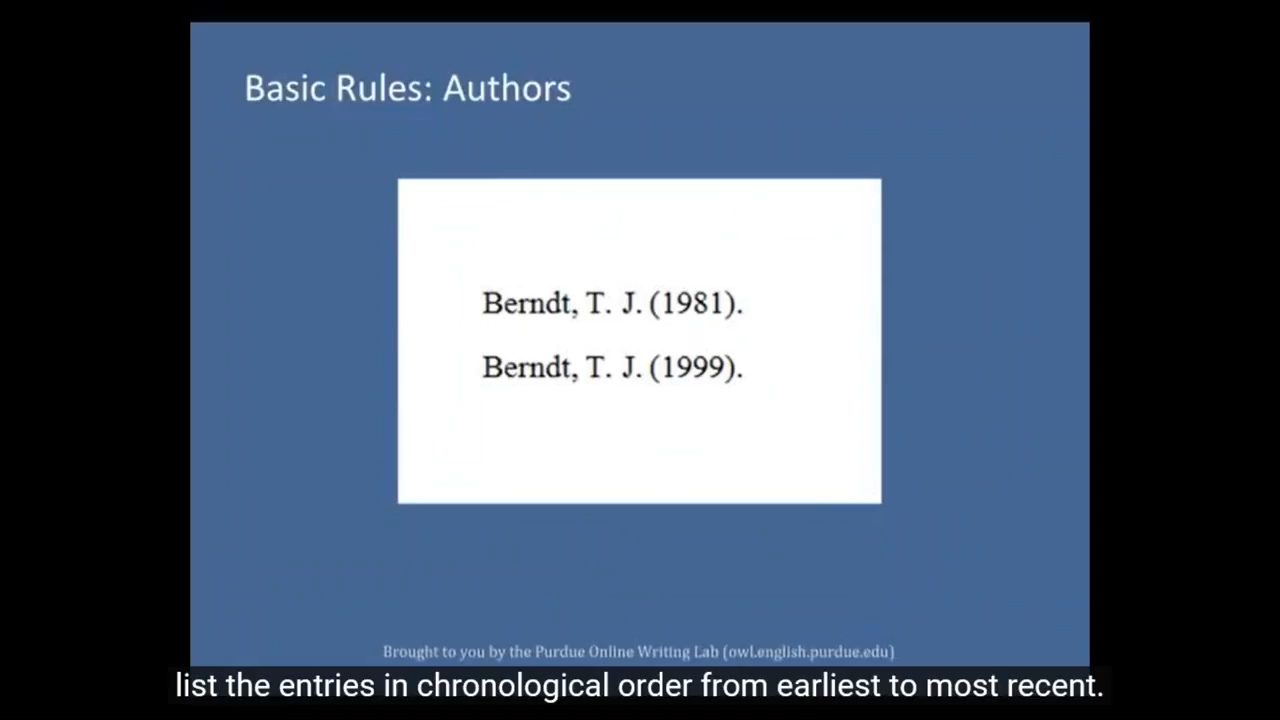 Basic Rules: Authors
Berndt, T. J. (1981).
Berndt, T. J. (1999).
Brought to you by the Purdue Online Writing Lab (owl.english.purdue.edu)
list the entries in chronological order from earliest to most recent.